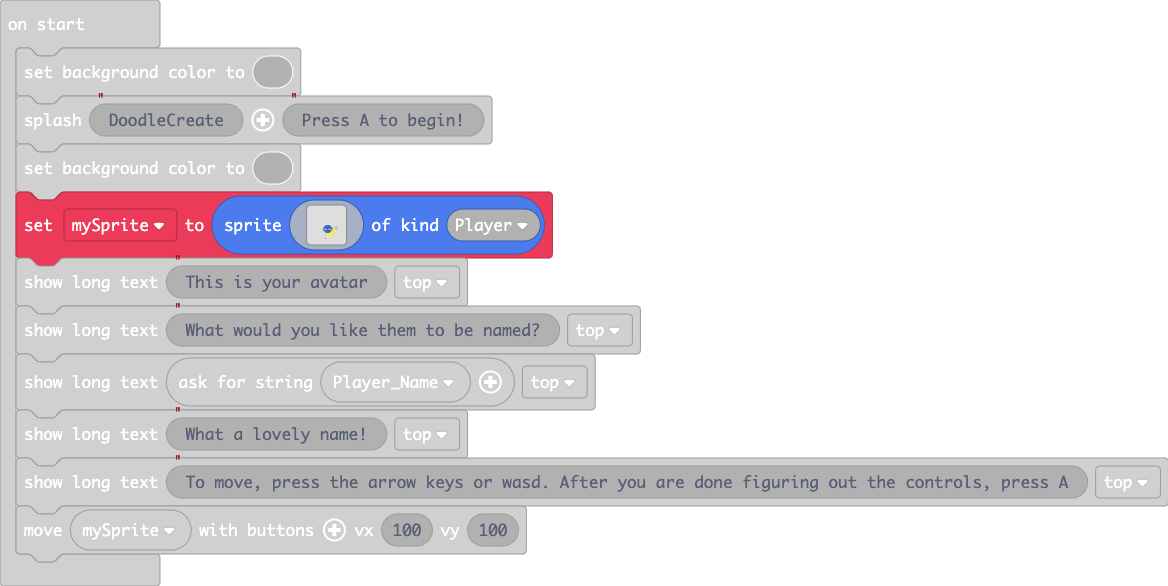 on start
set background color to
splash " DoodleCreate " " Press A to begin! "
set background color to
set mySprite to sprite of kind Player
show long text " This is your avatar " top
show long text " What would you like them to be named? " top
show long text ask for string Player_Name top
show long text " What a lovely name! " top
show long text " To move, press the arrow keys or wasd. After you are done figuring out the controls, press A " top
move mySprite with buttons vx 100 vy 100